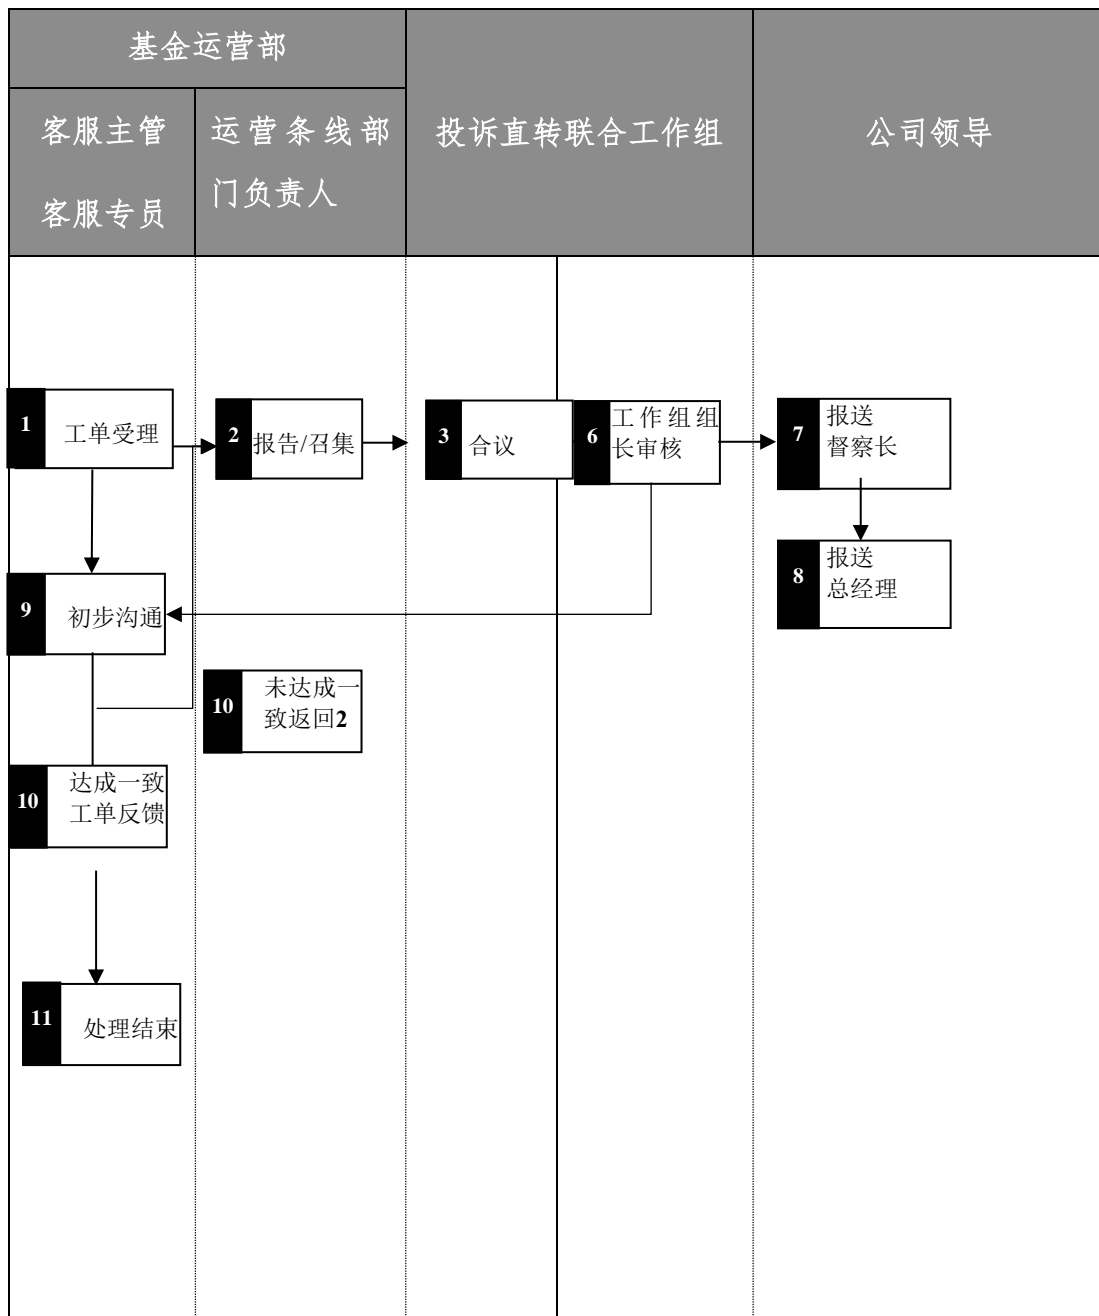 基金运营部
客服主管
客服专员
运营条线部
门负责人
投诉直转联合工作组
公司领导
1
工单受理
2
报告/召集
3
合议
6
工作组组
长审核
7
报送
督察长
8
报送
总经理
9
初步沟通
10
未达成一
致返回2
10
达成一致
工单反馈
11
处理结束